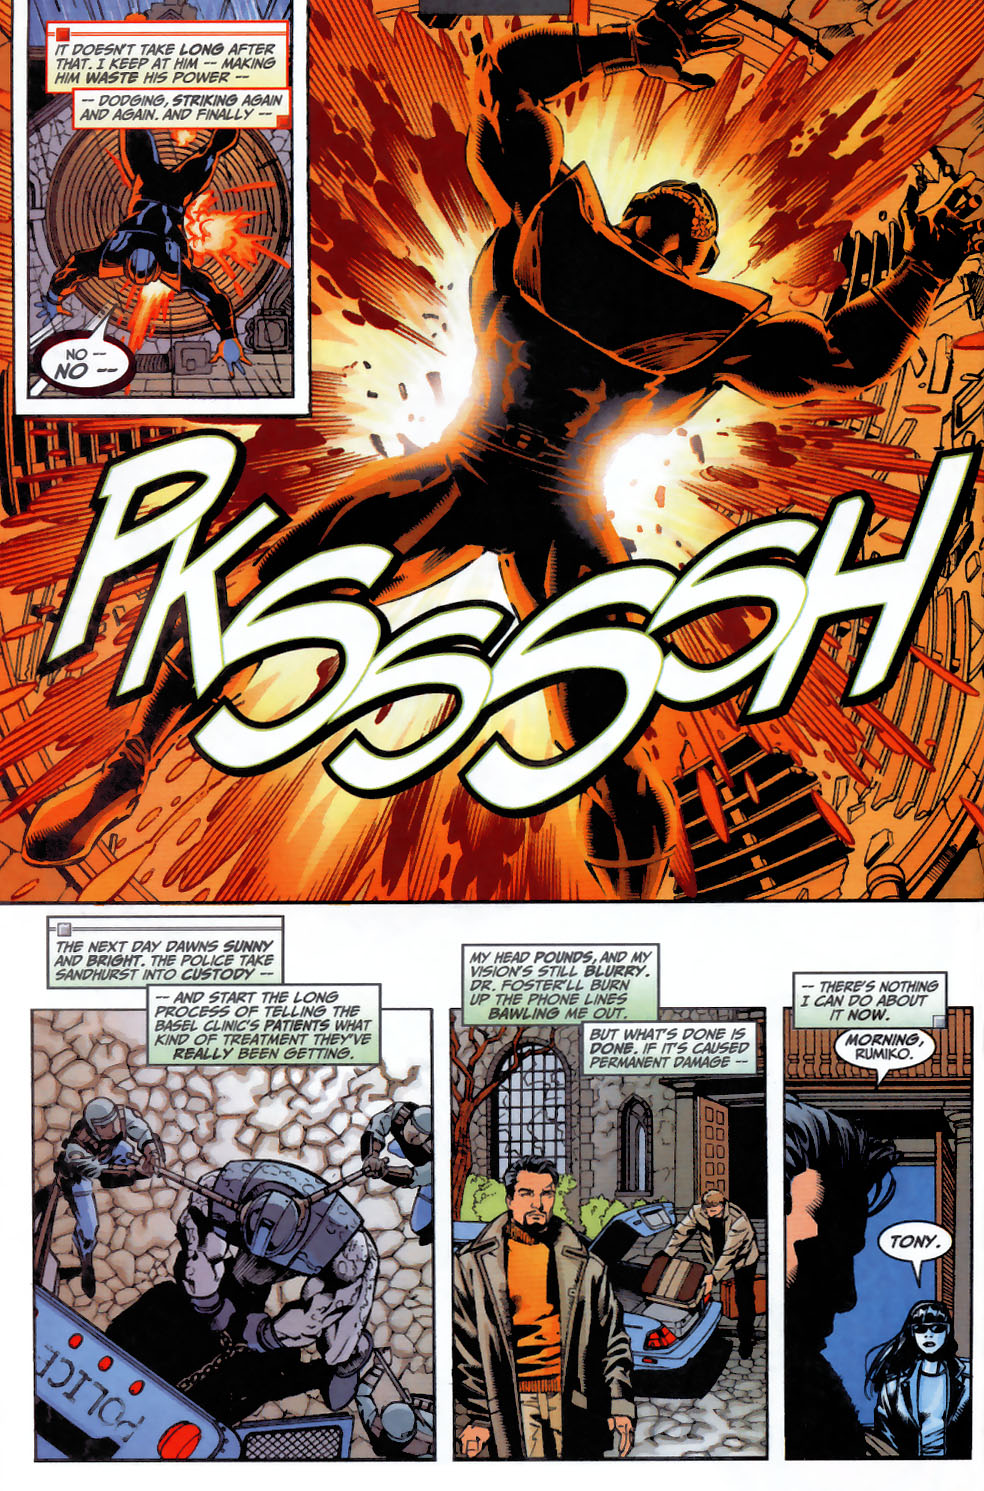 IT DOESN'T TAKE LONG AFTER
THAT. I KEEP AT HIM -- MAKING
HIM WASTE HIS POWER --
-- DODGING, STRIKING AGAIN
AND AGAIN. AND FINALLY --
NO --
NO --
PKSSSSSH
THE NEXT DAY DAWNS SUNNY
AND BRIGHT. THE POLICE TAKE
SANDHURST INTO CUSTODY --
-- AND START THE LONG
PROCESS OF TELLING THE
BASEL CLINIC'S PATIENTS WHAT
KIND OF TREATMENT THEY'VE
REALLY BEEN GETTING.
POLICE
MY HEAD POUNDS, AND MY
VISION'S STILL BLURRY.
DR. FOSTER'LL BURN
UP THE PHONE LINES
BAWLING ME OUT.
BUT WHAT'S DONE IS
DONE. IF IT'S CAUSED
PERMANENT DAMAGE --
-- THERE'S NOTHING
I CAN DO ABOUT
IT NOW.
MORNING,
RUMIKO.
TONY.